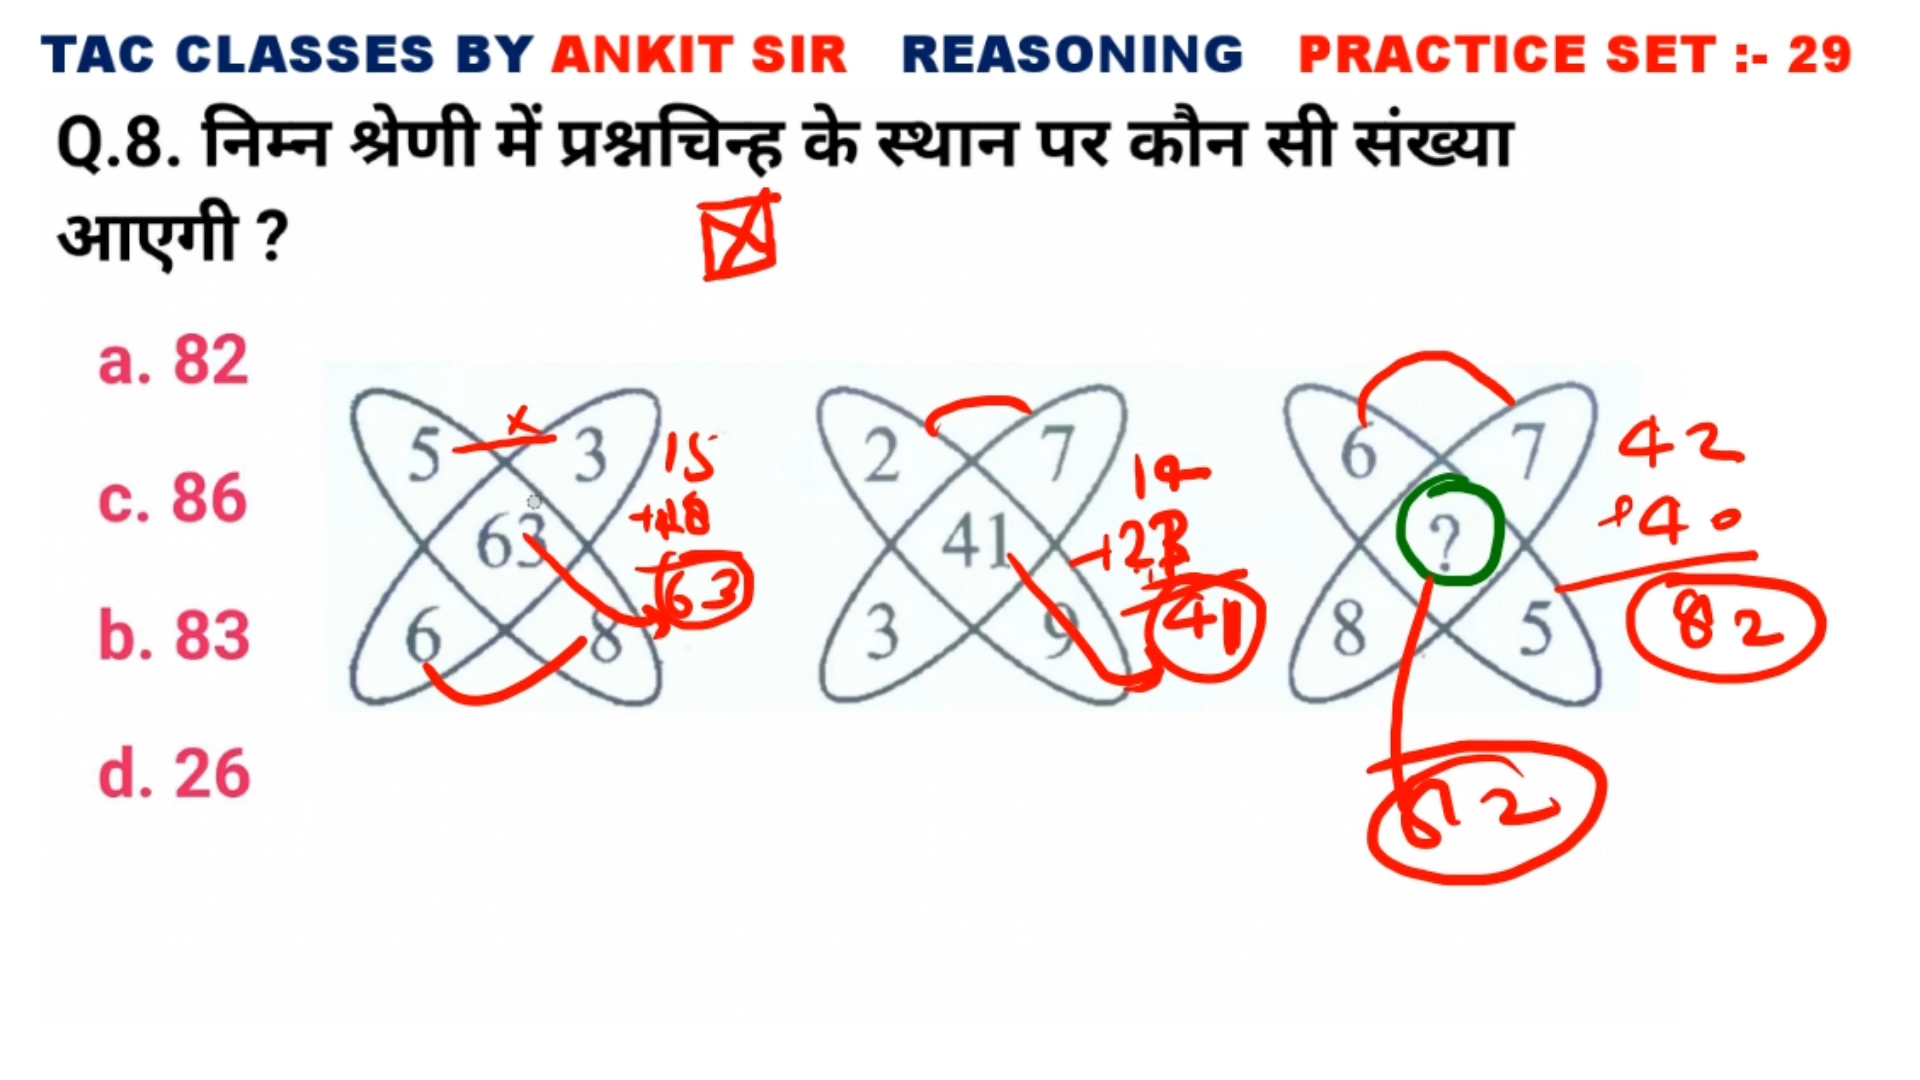 TAC CLASSES BY ANKIT SIR REASONING PRACTICE SET :- 29
Q.8. निम्न श्रेणी में प्रश्नचिन्ह के स्थान पर कौन सी संख्या
आएगी ?
a. 82
c. 86
b. 83
d. 26
5 × 3 15
63
63
6 8
2 7 14
41
41
3 9
6 7 42
? +40
8 5 82
82